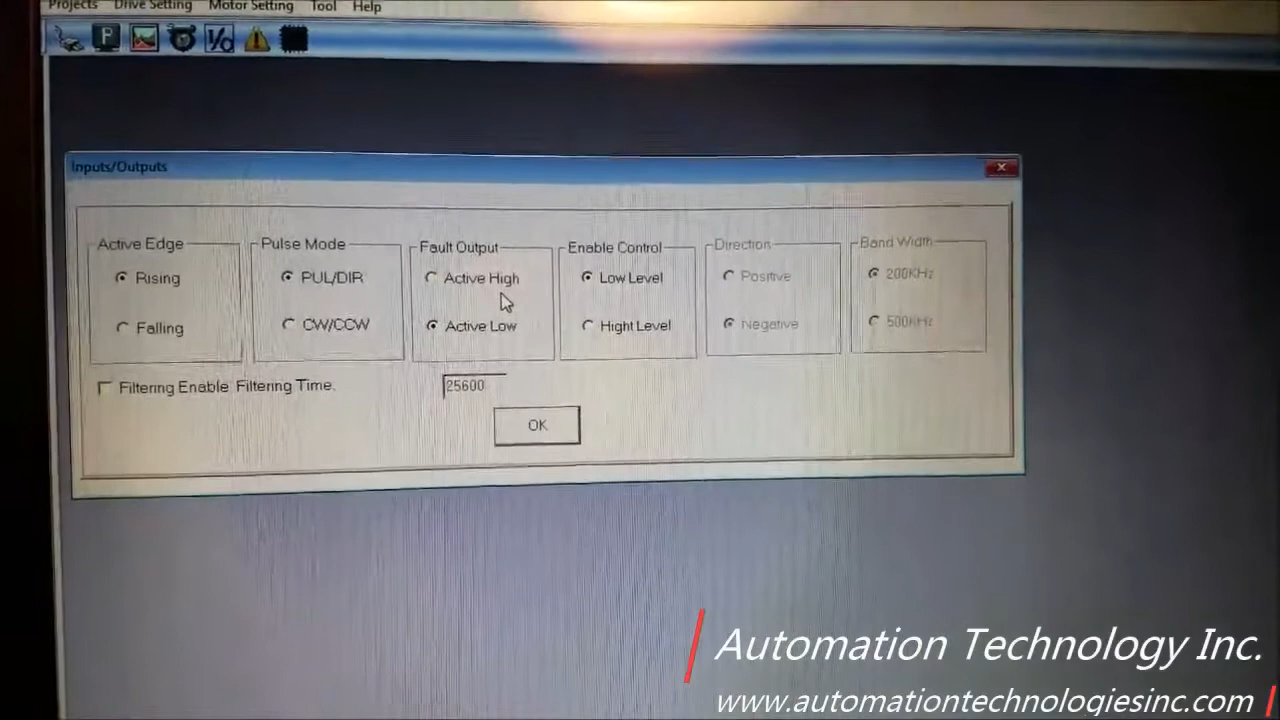 Projects Drive Setting Motor Setting Tool Help
P I/O
Inputs/Outputs
Active Edge Pulse Mode Fault Output Enable Control Direction Band Width
Rising PUL/DIR Active High Low Level Positive 200KHz
Falling CW/CCW Active Low Hight Level Negative 500KHz
Filtering Enable Filtering Time: 25600
OK
Automation Technology Inc.
www.automationtechnologiesinc.com